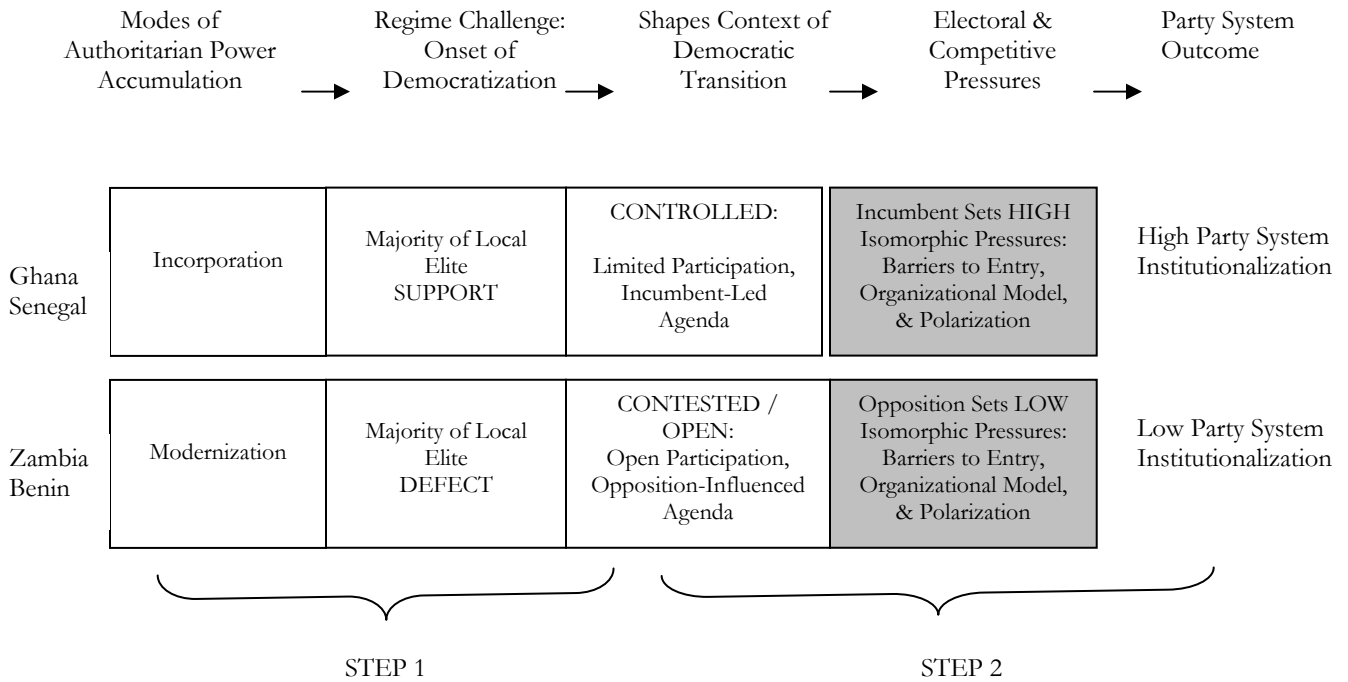 Modes of
Authoritarian Power
Accumulation
Regime Challenge:
Onset of
Democratization
Shapes Context of
Democratic
Transition
Electoral &
Competitive
Pressures
Party System
Outcome
Ghana
Senegal
Incorporation
Majority of Local
Elite
SUPPORT
CONTROLLED:
Limited Participation,
Incumbent-Led
Agenda
Incumbent Sets HIGH
Isomorphic Pressures:
Barriers to Entry,
Organizational Model,
& Polarization
High Party System
Institutionalization
Zambia
Benin
Modernization
Majority of Local
Elite
DEFECT
CONTESTED /
OPEN:
Open Participation,
Opposition-Influenced
Agenda
Opposition Sets LOW
Isomorphic Pressures:
Barriers to Entry,
Organizational Model,
& Polarization
Low Party System
Institutionalization
STEP 1
STEP 2